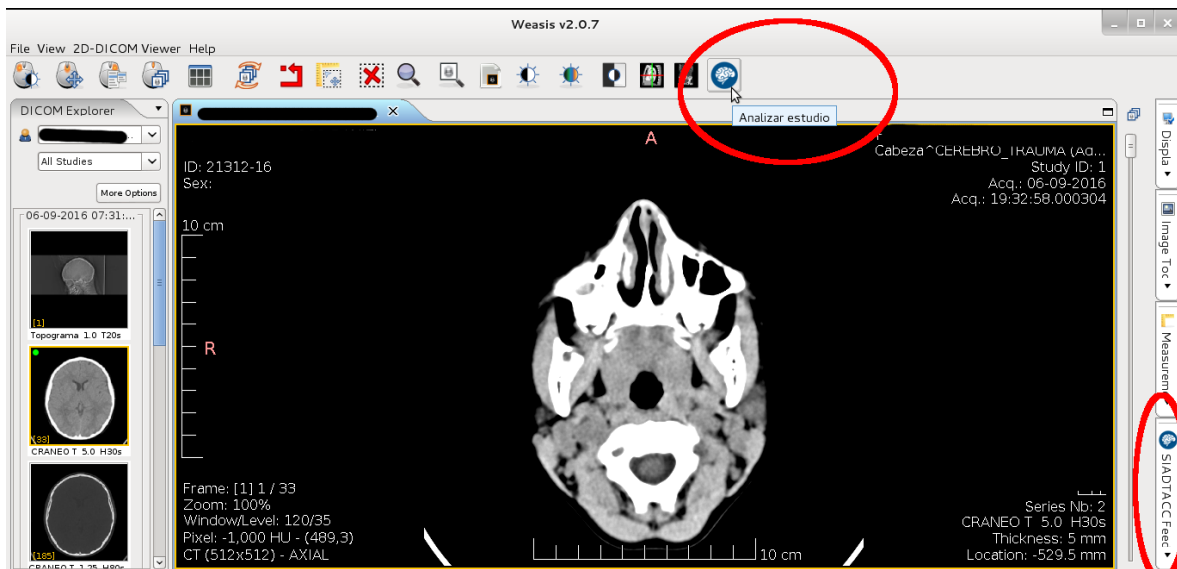 Weasis v2.0.7
File View 2D-DICOM Viewer Help
DICOM Explorer
All Studies
More Options
06-09-2016 07:31:...
[1]
Topograma 1.0 T20s
[33]
CRANEO T 5.0 H30s
[185]
CRANEO T 1.25 H80s
Analizar estudio
A
ID: 21312-16
Sex:
10 cm
R
Cabeza^CEREBRO_TRAUMA (Ad...
Study ID: 1
Acq.: 06-09-2016
Acq.: 19:32:58.000304
Frame: [1] 1 / 33
Zoom: 100%
Window/Level: 120/35
Pixel: -1,000 HU - (489,3)
CT (512x512) - AXIAL
10 cm
Series Nb: 2
CRANEO T 5.0 H30s
Thickness: 5 mm
Location: -529.5 mm
Displa
Image Toc
Measurem
SIADTACC Feec